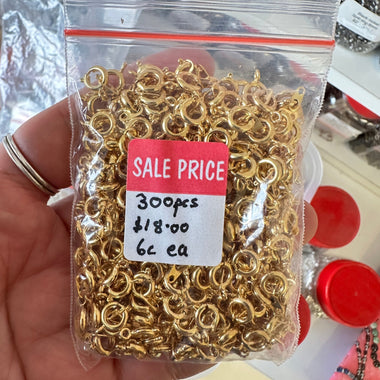 SALE PRICE
300pcs
$18.00
6c ea